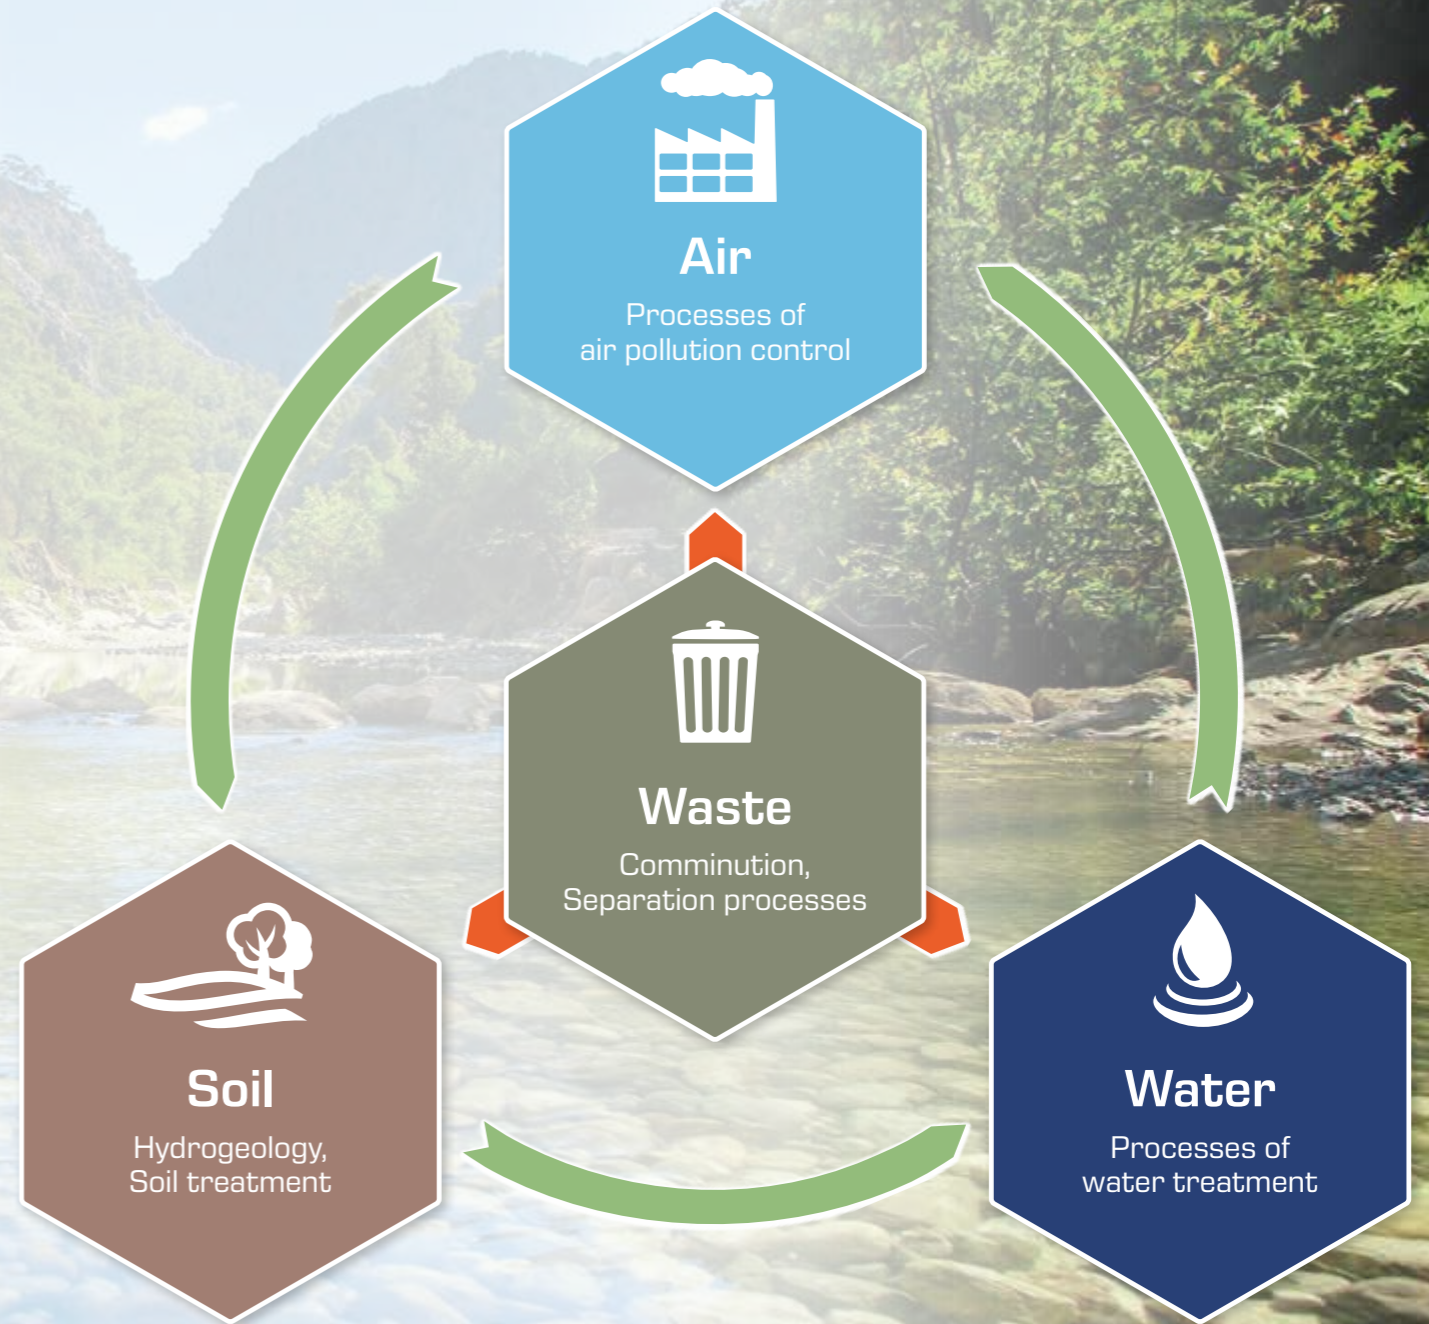 Air
Processes of
air pollution control
Waste
Comminution,
Separation processes
Soil
Hydrogeology,
Soil treatment
Water
Processes of
water treatment